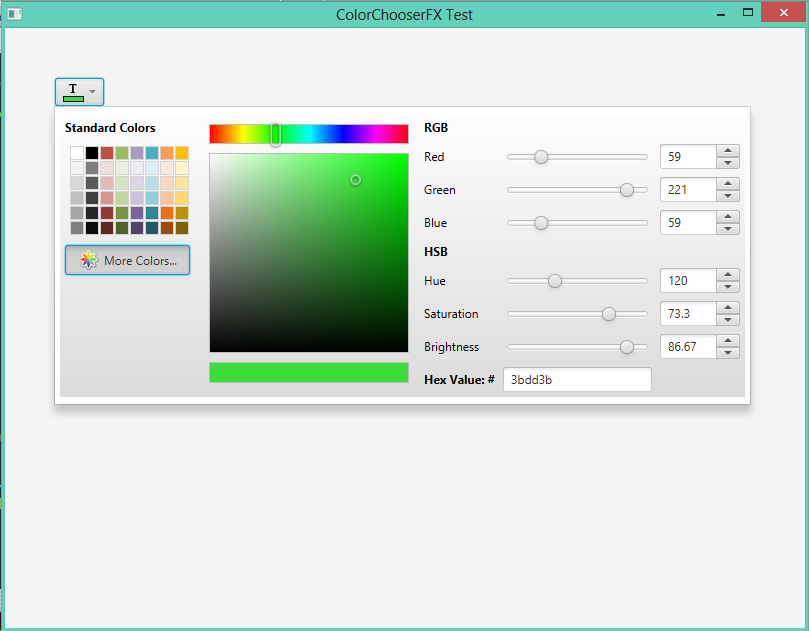 ColorChooserFX Test
T
Standard Colors
More Colors...
RGB
Red 59
Green 221
Blue 59
HSB
Hue 120
Saturation 73.3
Brightness 86.67
Hex Value: # 3bdd3b